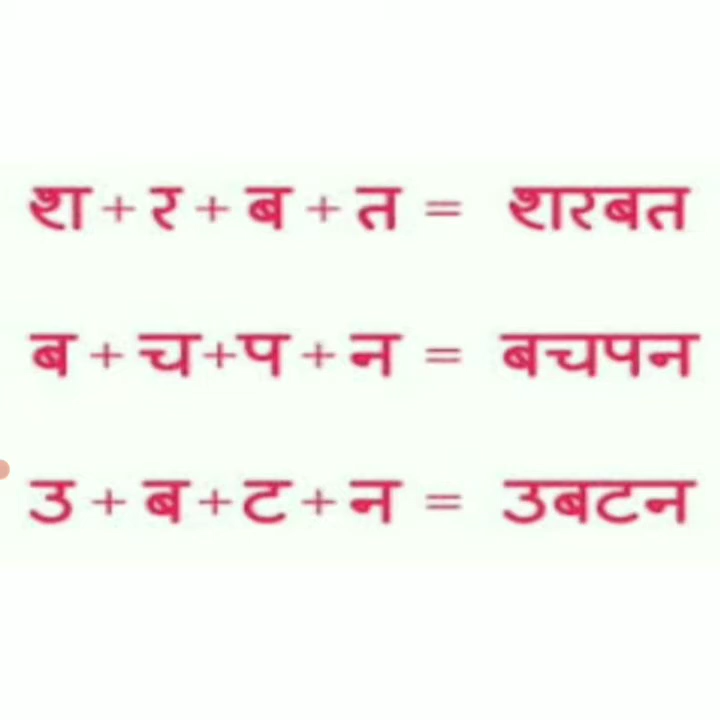 श + र + ब + त = शरबत
ब + च + प + न = बचपन
उ + ब + ट + न = उबटन